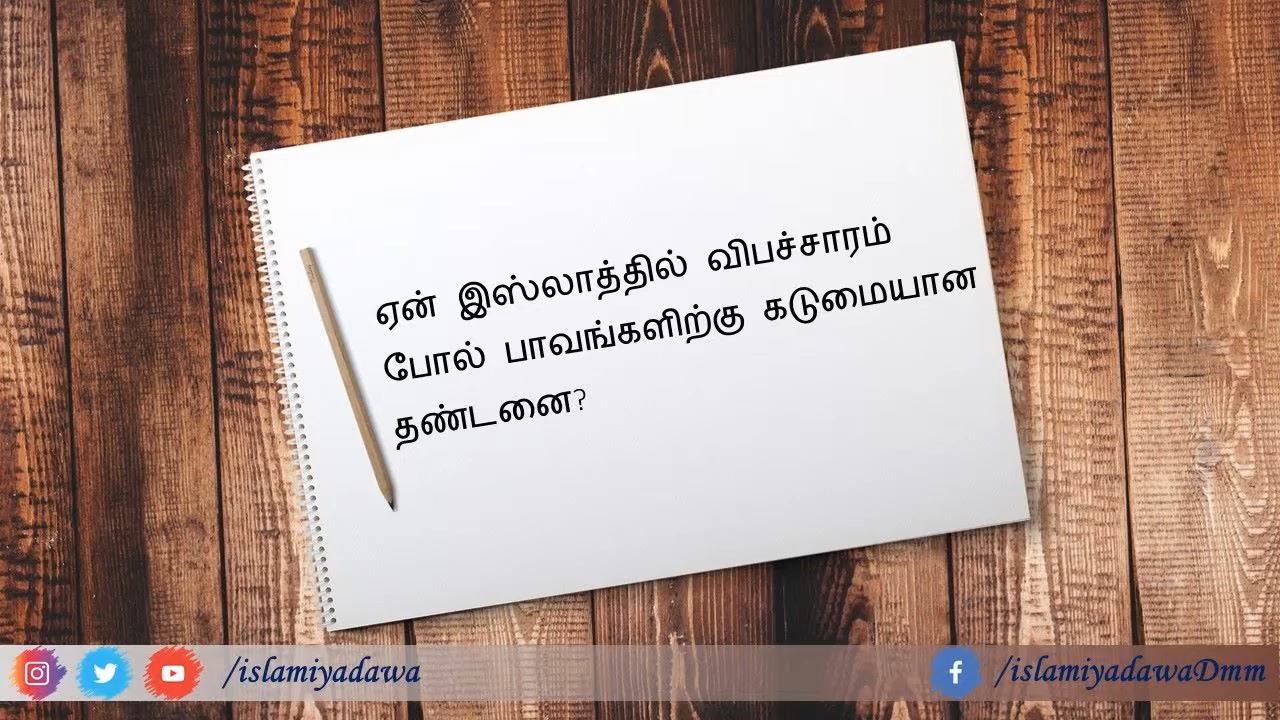 ஏன் இஸ்லாத்தில் விபச்சாரம்
போல் பாவங்களிற்கு கடுமையான
தண்டனை?
/islamiyadawa
/islamiyadawaDmm